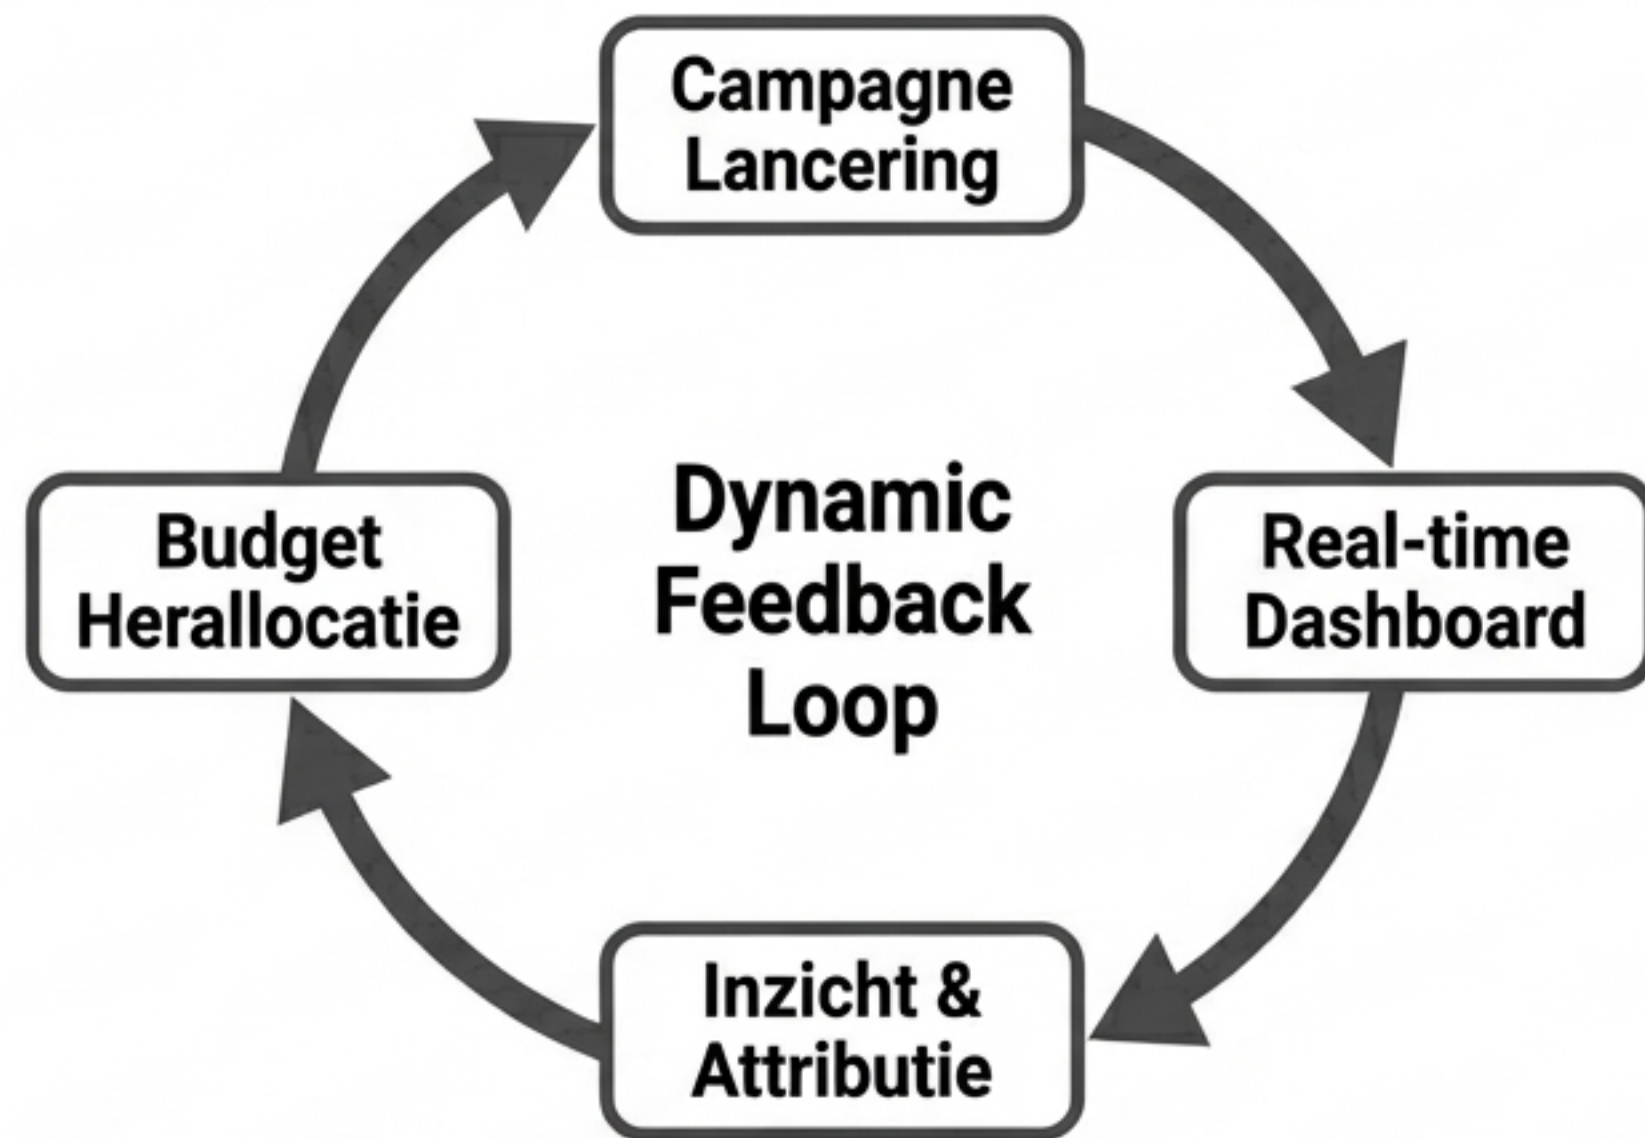 Campagne
Lancering
Budget
Herallocatie
Dynamic
Feedback
Loop
Real-time
Dashboard
Inzicht &
Attributie